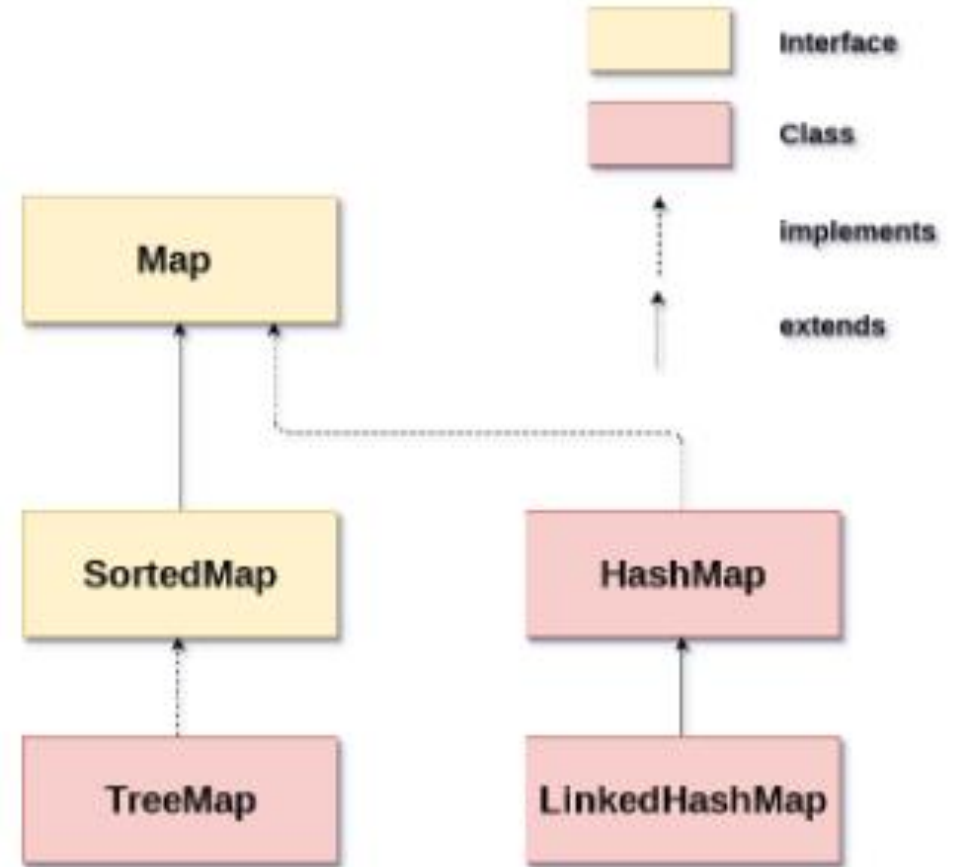 Interface
Class
implements
extends
Map
SortedMap
HashMap
TreeMap
LinkedHashMap